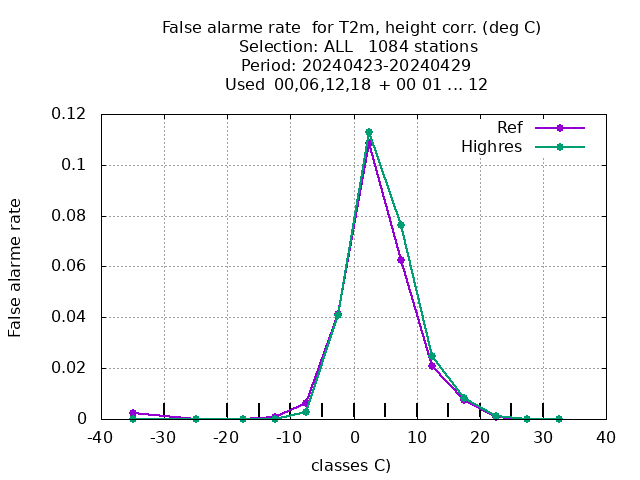 False alarme rate  for T2m, height corr. (deg C)
Selection: ALL   1084 stations
Period: 20240423-20240429
Used  00,06,12,18  + 00 01 ... 12
Ref
Highres
0.12
0.1
0.08
0.06
0.04
0.02
0
False alarme rate
-40 -30 -20 -10 0 10 20 30 40
classes C)